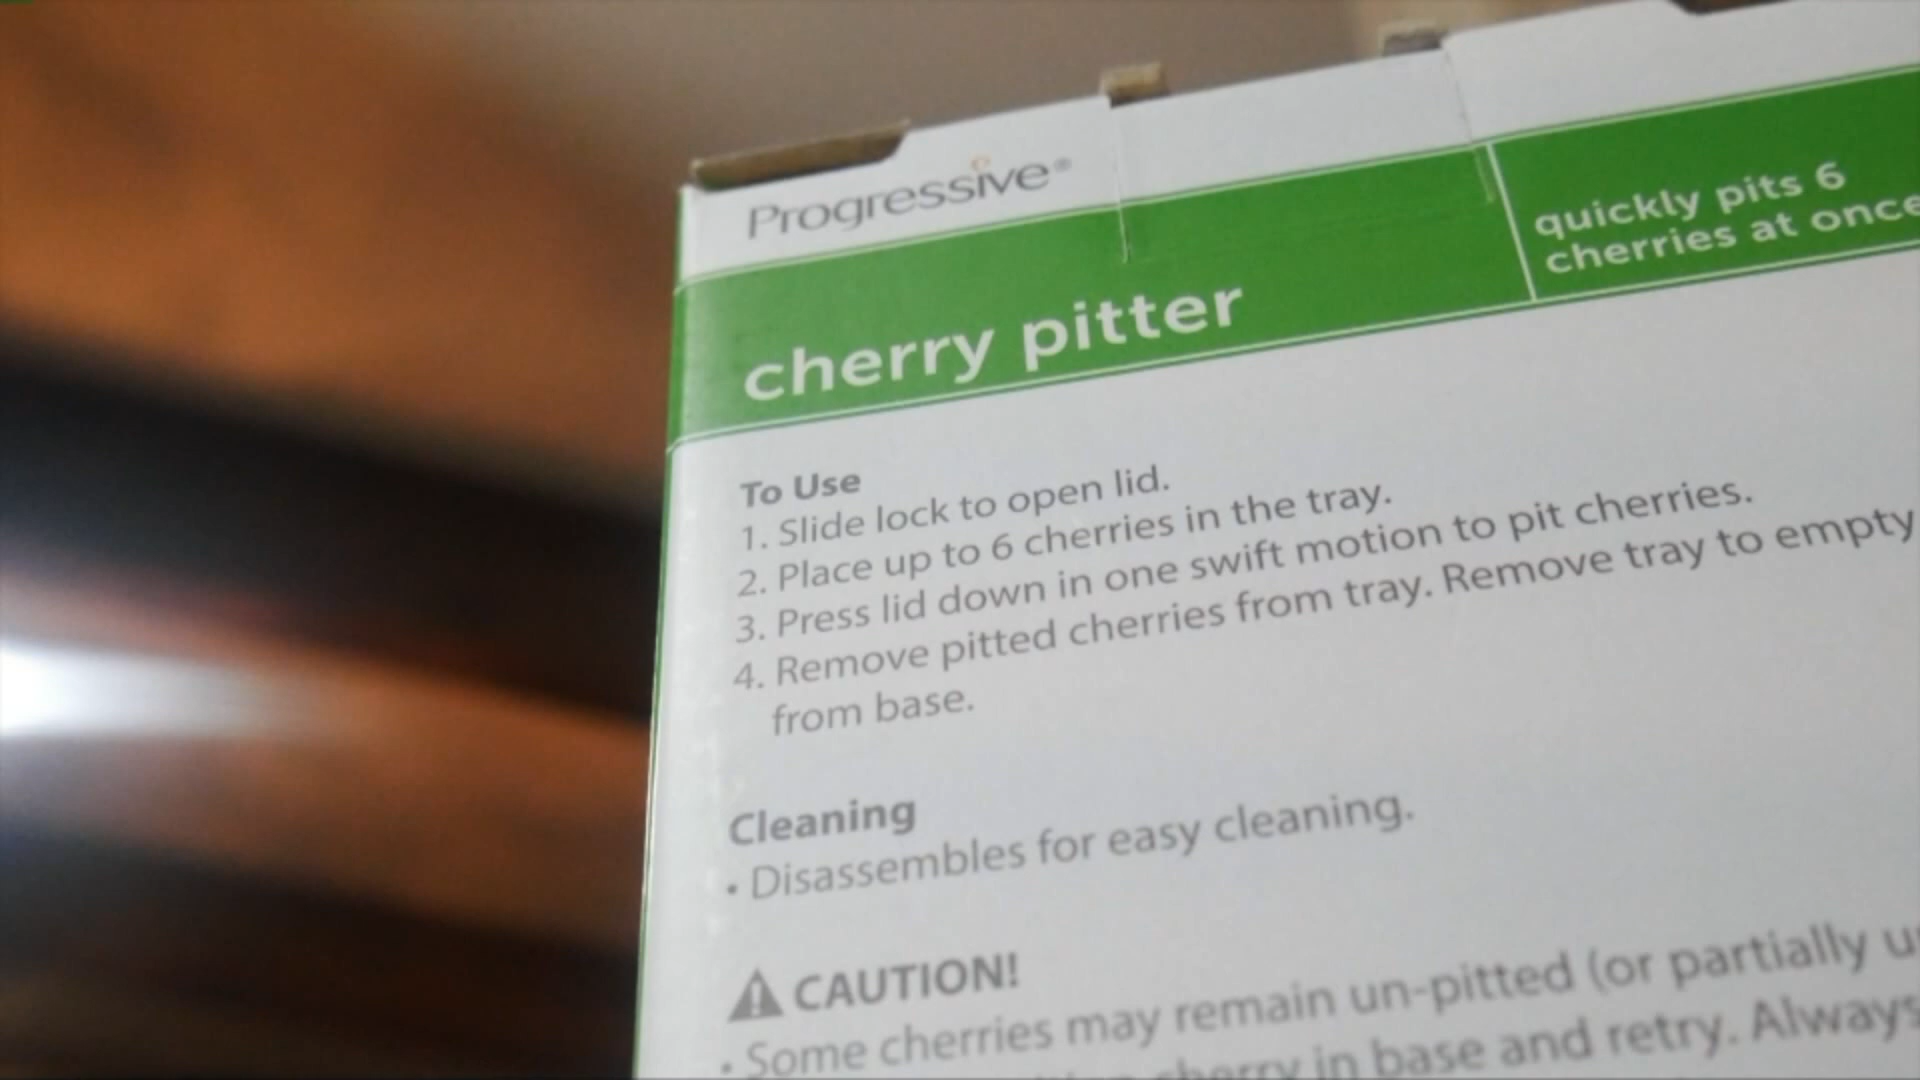 Progressive®
cherry pitter
quickly pits 6
cherries at once
To Use
1. Slide lock to open lid.
2. Place up to 6 cherries in the tray.
3. Press lid down in one swift motion to pit cherries.
4. Remove pitted cherries from tray. Remove tray to empty
from base.
Cleaning
• Disassembles for easy cleaning.
CAUTION!
• Some cherries may remain un-pitted (or partially
cherry in base and retry. Always